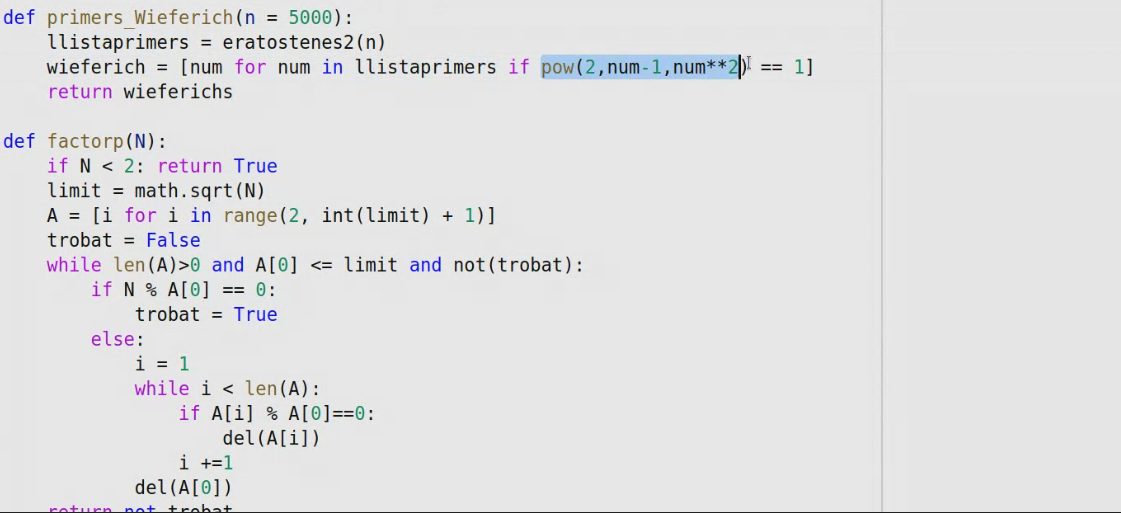 def primers_Wieferich(n = 5000):
    llistaprimers = eratostenes2(n)
    wieferich = [num for num in llistaprimers if pow(2,num-1,num**2) == 1]
    return wieferichs
def factorp(N):
    if N < 2: return True
    limit = math.sqrt(N)
    A = [i for i in range(2, int(limit) + 1)]
    trobat = False
    while len(A)>0 and A[0] <= limit and not(trobat):
        if N % A[0] == 0:
            trobat = True
        else:
            i = 1
            while i < len(A):
                if A[i] % A[0]==0:
                    del(A[i])
                i +=1
            del(A[0])
    return not trobat